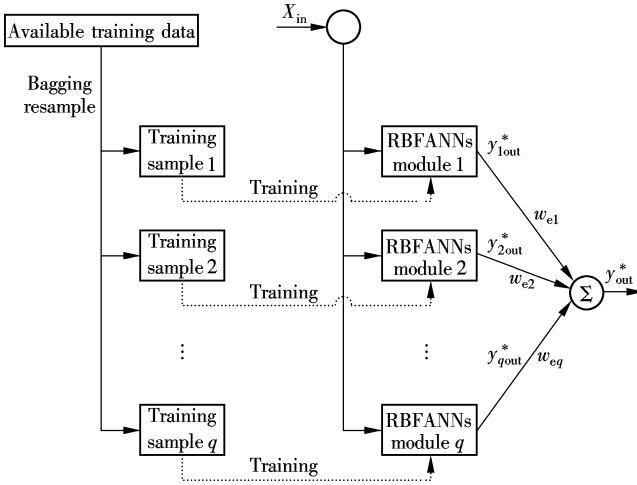 Available training data
X_in
Bagging
resample
Training
sample 1
RBFANNs
module 1
y*_1out
Training
w_e1
Training
sample 2
RBFANNs
module 2
y*_2out
w_e2
Σ
y*_out
Training
⋮
⋮
y*_qout
w_eq
Training
sample q
RBFANNs
module q
Training